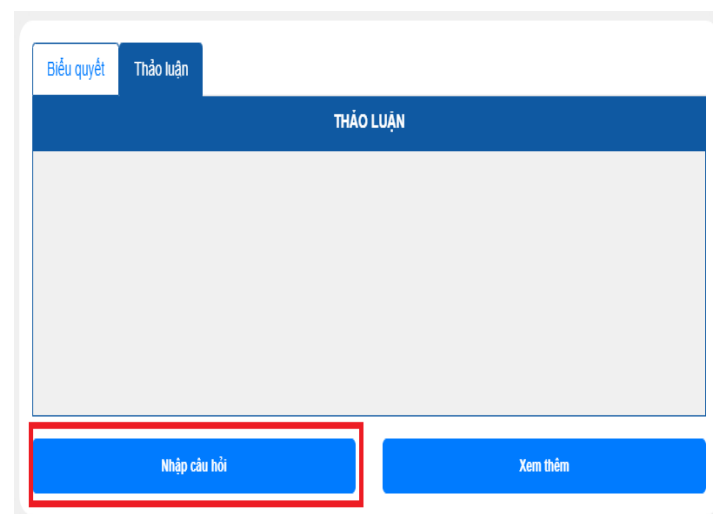 Biểu quyết Thảo luận
THẢO LUẬN
Nhập câu hỏi Xem thêm